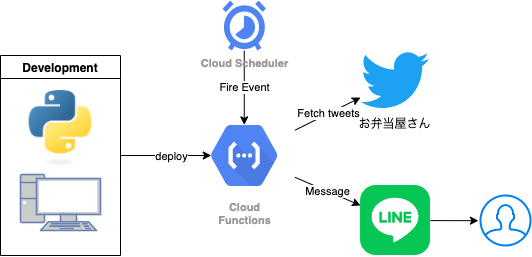 Cloud Scheduler
Development
Fire Event
Fetch tweets
お弁当屋さん
deploy
Message
Cloud
Functions
LINE